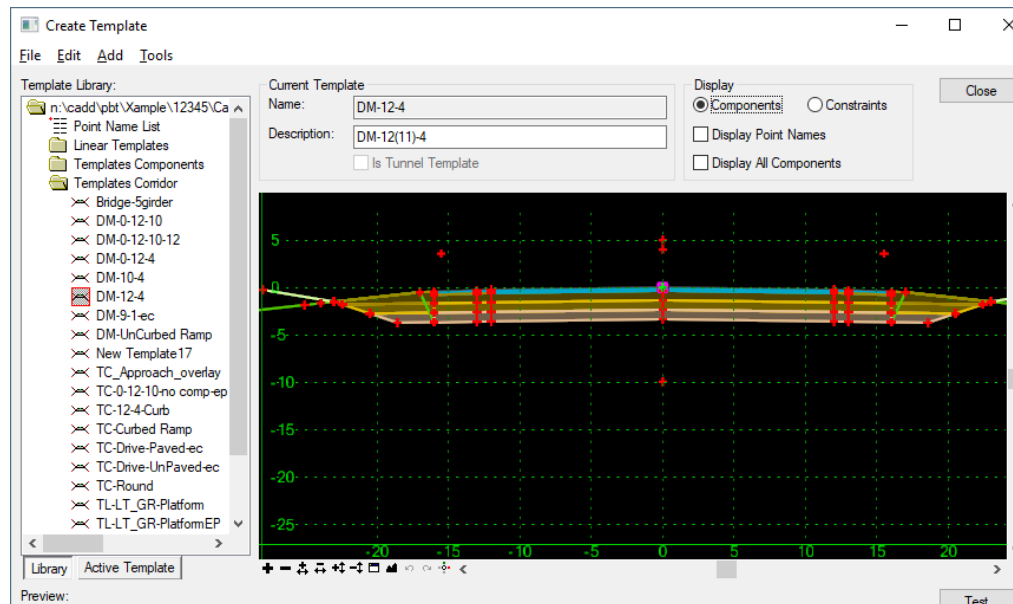 Create Template
File Edit Add Tools
Template Library:
n:\cadd\pbt\Xample\12345\Ca
Point Name List
Linear Templates
Templates Components
Templates Corridor
Bridge-5girder
DM-0-12-10
DM-0-12-10-12
DM-0-12-4
DM-10-4
DM-12-4
DM-9-1-ec
DM-UnCurbed Ramp
New Template17
TC_Approach_overlay
TC-0-12-10-no comp-ep
TC-12-4-Curb
TC-Curbed Ramp
TC-Drive-Paved-ec
TC-Drive-UnPaved-ec
TC-Round
TL-LT_GR-Platform
TL-LT_GR-PlatformEP
Library Active Template
Preview:
Current Template
Name: DM-12-4
Description: DM-12(11)-4
Is Tunnel Template
Display
Components Constraints
Display Point Names
Display All Components
Close
5
0
-5
-10
-15
-20
-25
-20 -15 -10 -5 0 5 10 15 20
Test